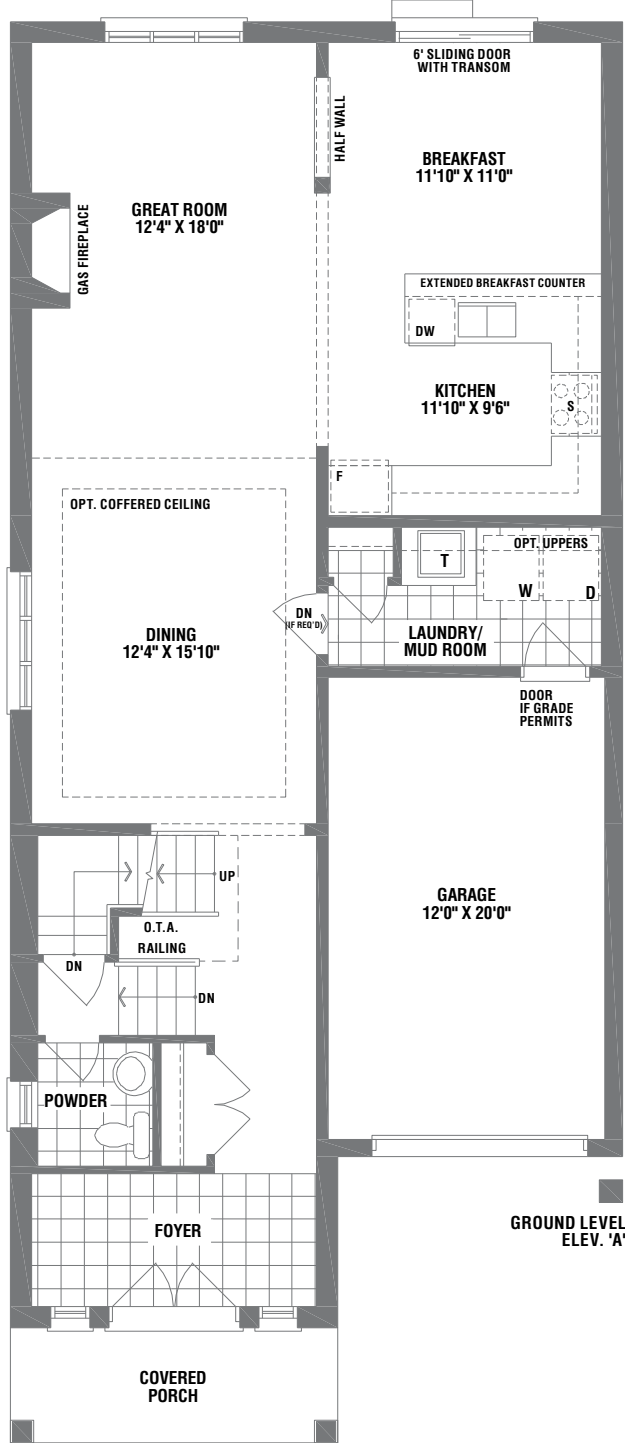 6' SLIDING DOOR
WITH TRANSOM
HALF WALL
BREAKFAST
11'10" X 11'0"
GREAT ROOM
12'4" X 18'0"
GAS FIREPLACE
EXTENDED BREAKFAST COUNTER
DW
KITCHEN
11'10" X 9'6"
S
F
OPT. COFFERED CEILING
OPT. UPPERS
T
W
D
DN
(IF REQ'D)
DINING
12'4" X 15'10"
LAUNDRY/
MUD ROOM
DOOR
IF GRADE
PERMITS
UP
GARAGE
12'0" X 20'0"
O.T.A.
RAILING
DN
DN
POWDER
FOYER
GROUND LEVEL
ELEV. 'A'
COVERED
PORCH